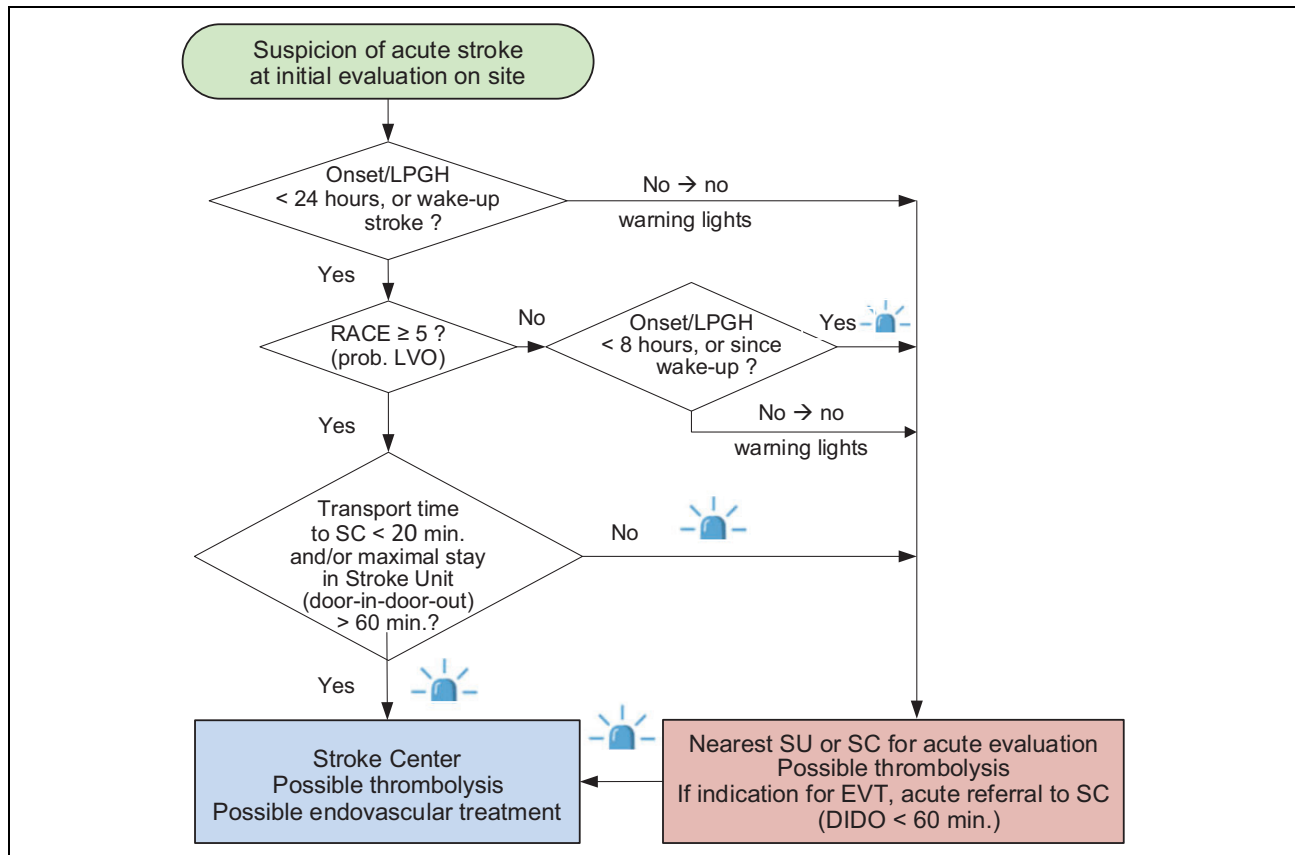 Suspicion of acute stroke
at initial evaluation on site
Onset/LPGH
< 24 hours, or wake-up
stroke ?
No → no
warning lights
Yes
RACE ≥ 5 ?
(prob. LVO)
No
Onset/LPGH
< 8 hours, or since
wake-up ?
Yes
No → no
warning lights
Yes
Transport time
to SC < 20 min.
and/or maximal stay
in Stroke Unit
(door-in-door-out)
> 60 min.?
No
Yes
Stroke Center
Possible thrombolysis
Possible endovascular treatment
Nearest SU or SC for acute evaluation
Possible thrombolysis
If indication for EVT, acute referral to SC
(DIDO < 60 min.)